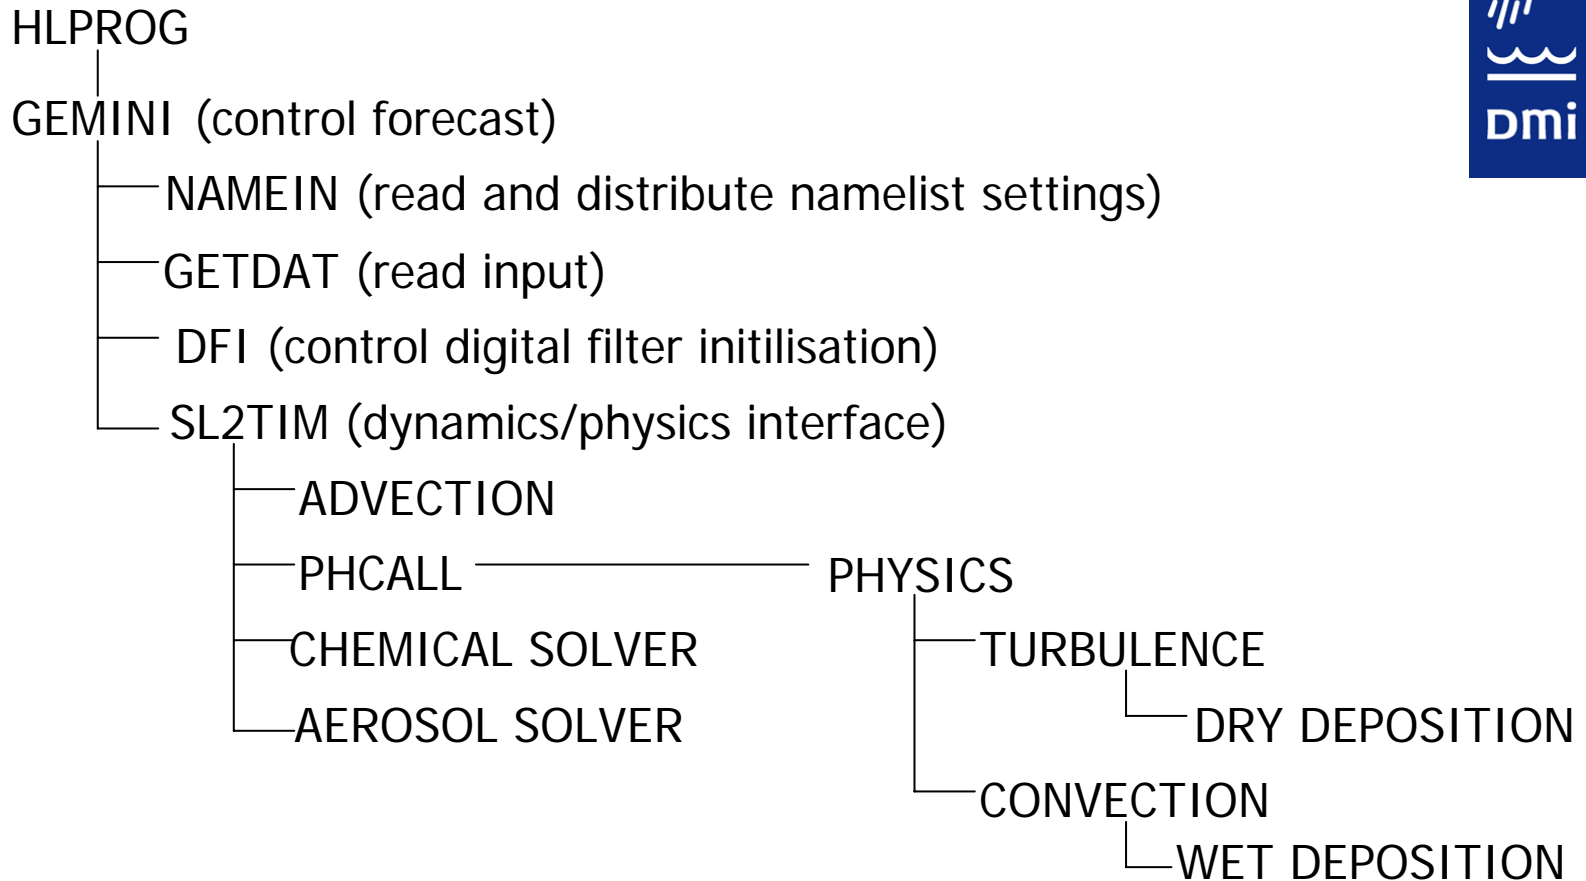 HLPROG
GEMINI (control forecast)
NAMEIN (read and distribute namelist settings)
GETDAT (read input)
DFI (control digital filter initilisation)
SL2TIM (dynamics/physics interface)
ADVECTION
PHCALL
PHYSICS
CHEMICAL SOLVER
TURBULENCE
AEROSOL SOLVER
DRY DEPOSITION
CONVECTION
WET DEPOSITION
DMi